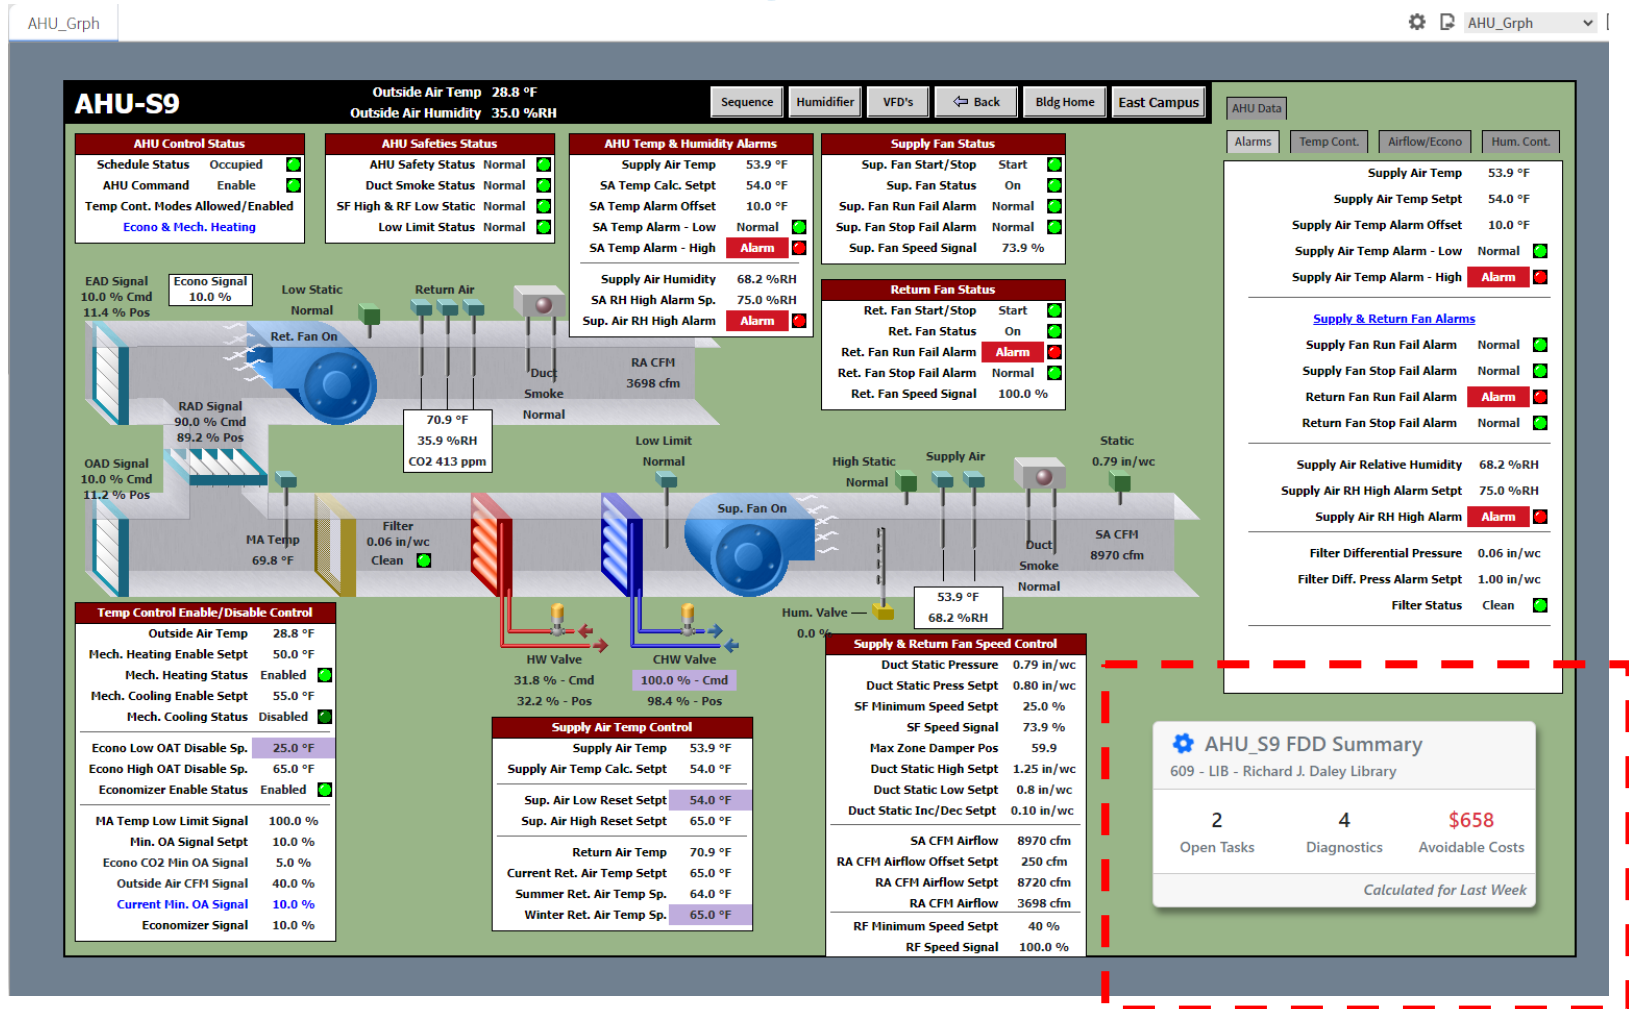 AHU_Grph
AHU_Grph
AHU-S9
Outside Air Temp 28.8 °F
Outside Air Humidity 35.0 %RH
Sequence Humidifier VFD's Back Bldg Home East Campus
AHU Data
Alarms Temp Cont. Airflow/Econo Hum. Cont.
AHU Control Status
Schedule Status Occupied
AHU Command Enable
Temp Cont. Modes Allowed/Enabled
Econo & Mech. Heating
AHU Safeties Status
AHU Safety Status Normal
Duct Smoke Status Normal
SF High & RF Low Static Normal
Low Limit Status Normal
AHU Temp & Humidity Alarms
Supply Air Temp 53.9 °F
SA Temp Calc. Setpt 54.0 °F
SA Temp Alarm Offset 10.0 °F
SA Temp Alarm - Low Normal
SA Temp Alarm - High Alarm
Supply Air Humidity 68.2 %RH
SA RH High Alarm Sp. 75.0 %RH
Sup. Air RH High Alarm Alarm
Supply Fan Status
Sup. Fan Start/Stop Start
Sup. Fan Status On
Sup. Fan Run Fail Alarm Normal
Sup. Fan Stop Fail Alarm Normal
Sup. Fan Speed Signal 73.9 %
Return Fan Status
Ret. Fan Start/Stop Start
Ret. Fan Status On
Ret. Fan Run Fail Alarm Alarm
Ret. Fan Stop Fail Alarm Normal
Ret. Fan Speed Signal 100.0 %
Supply Air Temp 53.9 °F
Supply Air Temp Setpt 54.0 °F
Supply Air Temp Alarm Offset 10.0 °F
Supply Air Temp Alarm - Low Normal
Supply Air Temp Alarm - High Alarm
Supply & Return Fan Alarms
Supply Fan Run Fail Alarm Normal
Supply Fan Stop Fail Alarm Normal
Return Fan Run Fail Alarm Alarm
Return Fan Stop Fail Alarm Normal
Supply Air Relative Humidity 68.2 %RH
Supply Air RH High Alarm Setpt 75.0 %RH
Supply Air RH High Alarm Alarm
Filter Differential Pressure 0.06 in/wc
Filter Diff. Press Alarm Setpt 1.00 in/wc
Filter Status Clean
EAD Signal
10.0 % Cmd
11.4 % Pos
Econo Signal
10.0 %
Low Static
Normal
Return Air
Ret. Fan On
Duct
Smoke
Normal
RA CFM
3698 cfm
RAD Signal
90.0 % Cmd
89.2 % Pos
70.9 °F
35.9 %RH
CO2 413 ppm
OAD Signal
10.0 % Cmd
11.2 % Pos
MA Temp
69.8 °F
Filter
0.06 in/wc
Clean
Low Limit
Normal
Sup. Fan On
High Static
Normal
Supply Air
Static
0.79 in/wc
Duct
Smoke
Normal
SA CFM
8970 cfm
53.9 °F
68.2 %RH
Hum. Valve
0.0 %
HW Valve
31.8 % - Cmd
32.2 % - Pos
CHW Valve
100.0 % - Cmd
98.4 % - Pos
Temp Control Enable/Disable Control
Outside Air Temp 28.8 °F
Mech. Heating Enable Setpt 50.0 °F
Mech. Heating Status Enabled
Mech. Cooling Enable Setpt 55.0 °F
Mech. Cooling Status Disabled
Econo Low OAT Disable Sp. 25.0 °F
Econo High OAT Disable Sp. 65.0 °F
Economizer Enable Status Enabled
MA Temp Low Limit Signal 100.0 %
Min. OA Signal Setpt 10.0 %
Econo CO2 Min OA Signal 5.0 %
Outside Air CFM Signal 40.0 %
Current Min. OA Signal 10.0 %
Economizer Signal 10.0 %
Supply Air Temp Control
Supply Air Temp 53.9 °F
Supply Air Temp Calc. Setpt 54.0 °F
Sup. Air Low Reset Setpt 54.0 °F
Sup. Air High Reset Setpt 65.0 °F
Return Air Temp 70.9 °F
Current Ret. Air Temp Setpt 65.0 °F
Summer Ret. Air Temp Sp. 64.0 °F
Winter Ret. Air Temp Sp. 65.0 °F
Supply & Return Fan Speed Control
Duct Static Pressure 0.79 in/wc
Duct Static Press Setpt 0.80 in/wc
SF Minimum Speed Setpt 25.0 %
SF Speed Signal 73.9 %
Max Zone Damper Pos 59.9
Duct Static High Setpt 1.25 in/wc
Duct Static Low Setpt 0.8 in/wc
Duct Static Inc/Dec Setpt 0.10 in/wc
SA CFM Airflow 8970 cfm
RA CFM Airflow Offset Setpt 250 cfm
RA CFM Airflow Setpt 8720 cfm
RA CFM Airflow 3698 cfm
RF Minimum Speed Setpt 40 %
RF Speed Signal 100.0 %
AHU_S9 FDD Summary
609 - LIB - Richard J. Daley Library
2 4 $658
Open Tasks Diagnostics Avoidable Costs
Calculated for Last Week